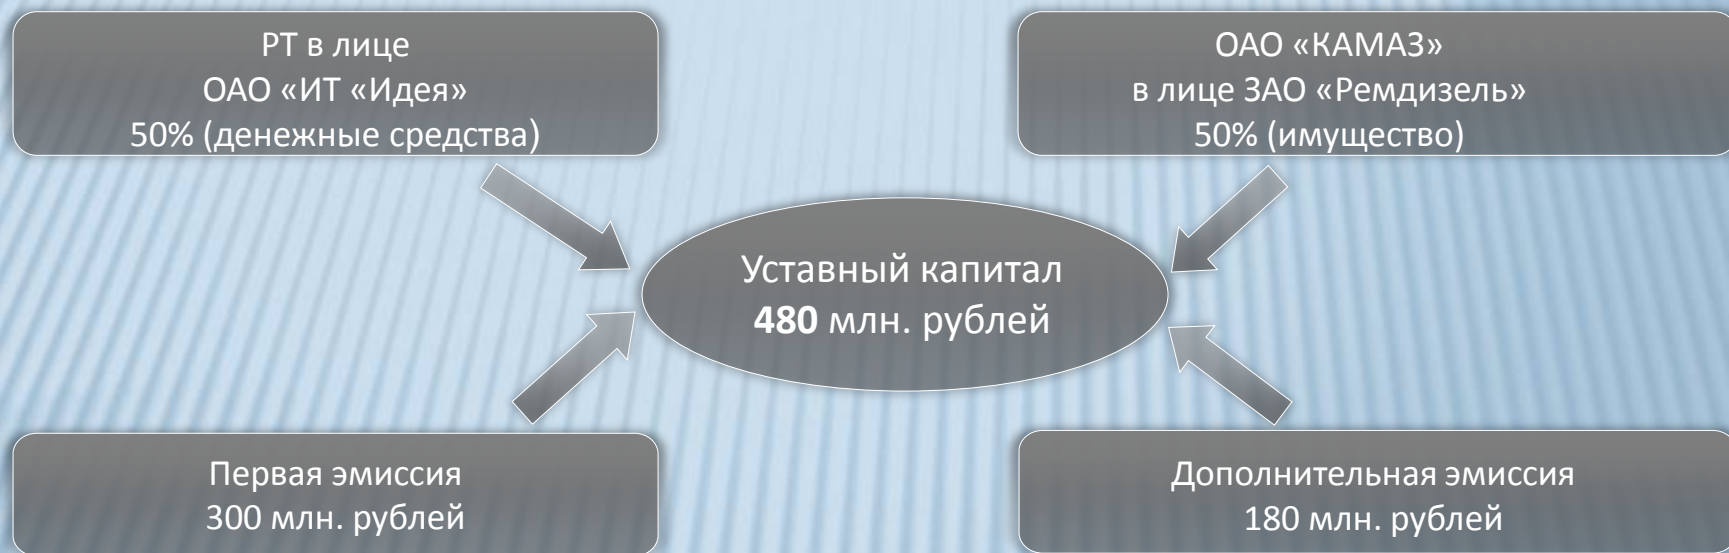 РТ в лице
ОАО «ИТ «Идея»
50% (денежные средства)
ОАО «КАМАЗ»
в лице ЗАО «Ремдизель»
50% (имущество)
Уставный капитал
480 млн. рублей
Первая эмиссия
300 млн. рублей
Дополнительная эмиссия
180 млн. рублей